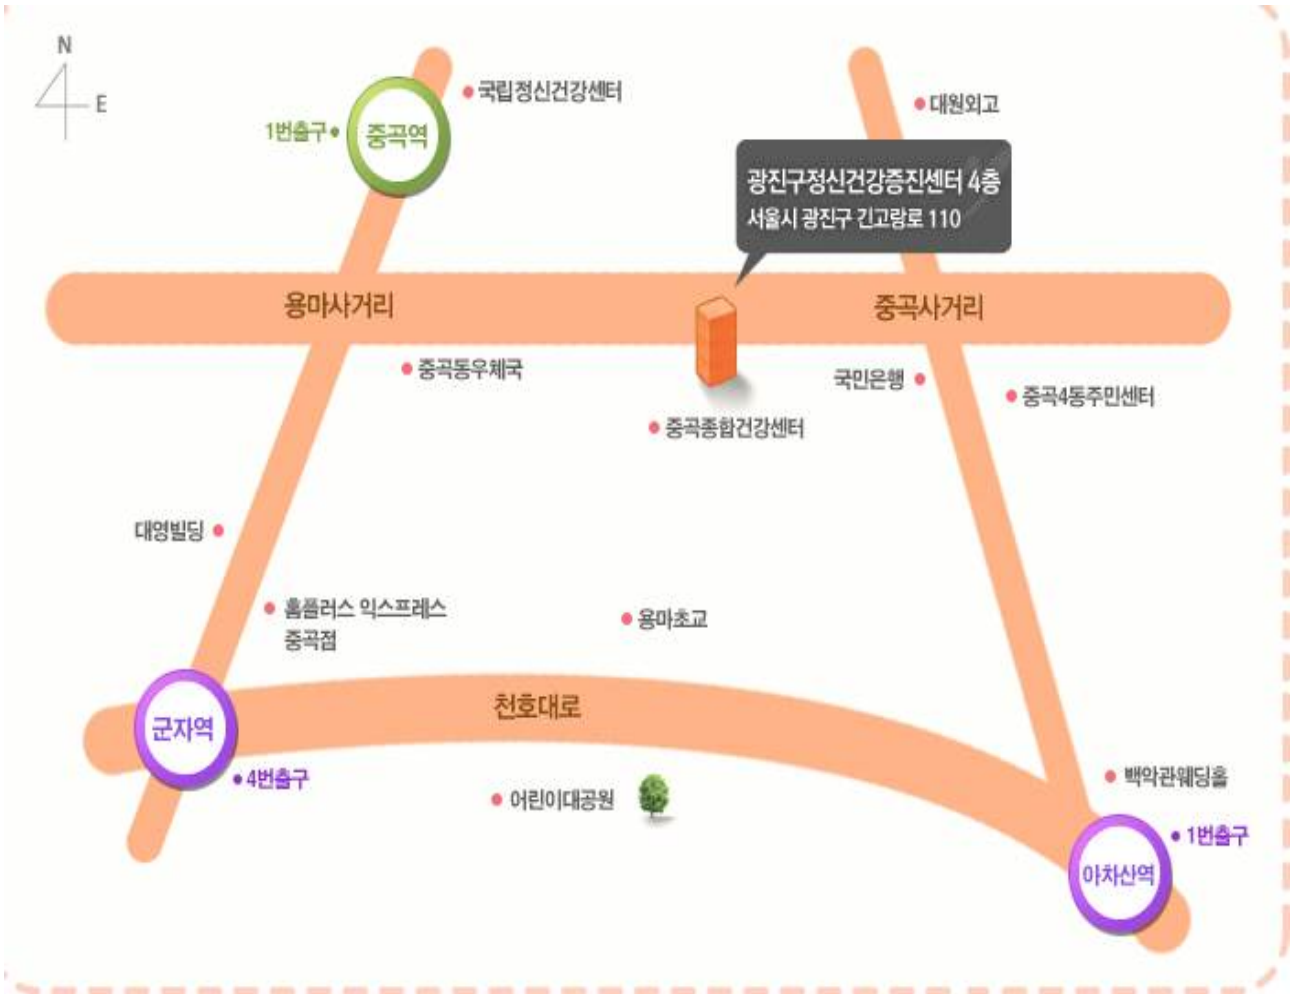 N
E
국립정신건강센터
1번출구
중곡역
대원외고
광진구정신건강증진센터 4층
서울시 광진구 긴고랑로 110
용마사거리
중곡사거리
중곡동우체국
국민은행
중곡4동주민센터
중곡종합건강센터
대영빌딩
홈플러스 익스프레스
중곡점
용마초교
천호대로
군자역
4번출구
어린이대공원
백악관웨딩홀
1번출구
아차산역